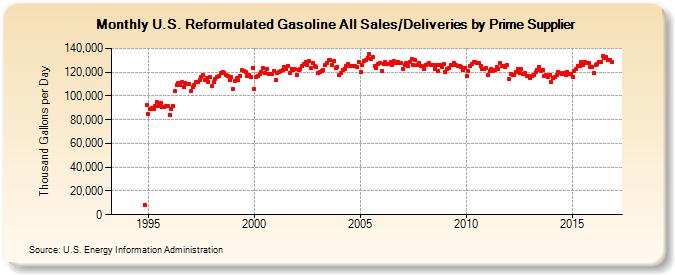 Monthly U.S. Reformulated Gasoline All Sales/Deliveries by Prime Supplier
Thousand Gallons per Day
140,000
120,000
100,000
80,000
60,000
40,000
20,000
0
1995 2000 2005 2010 2015
Source: U.S. Energy Information Administration